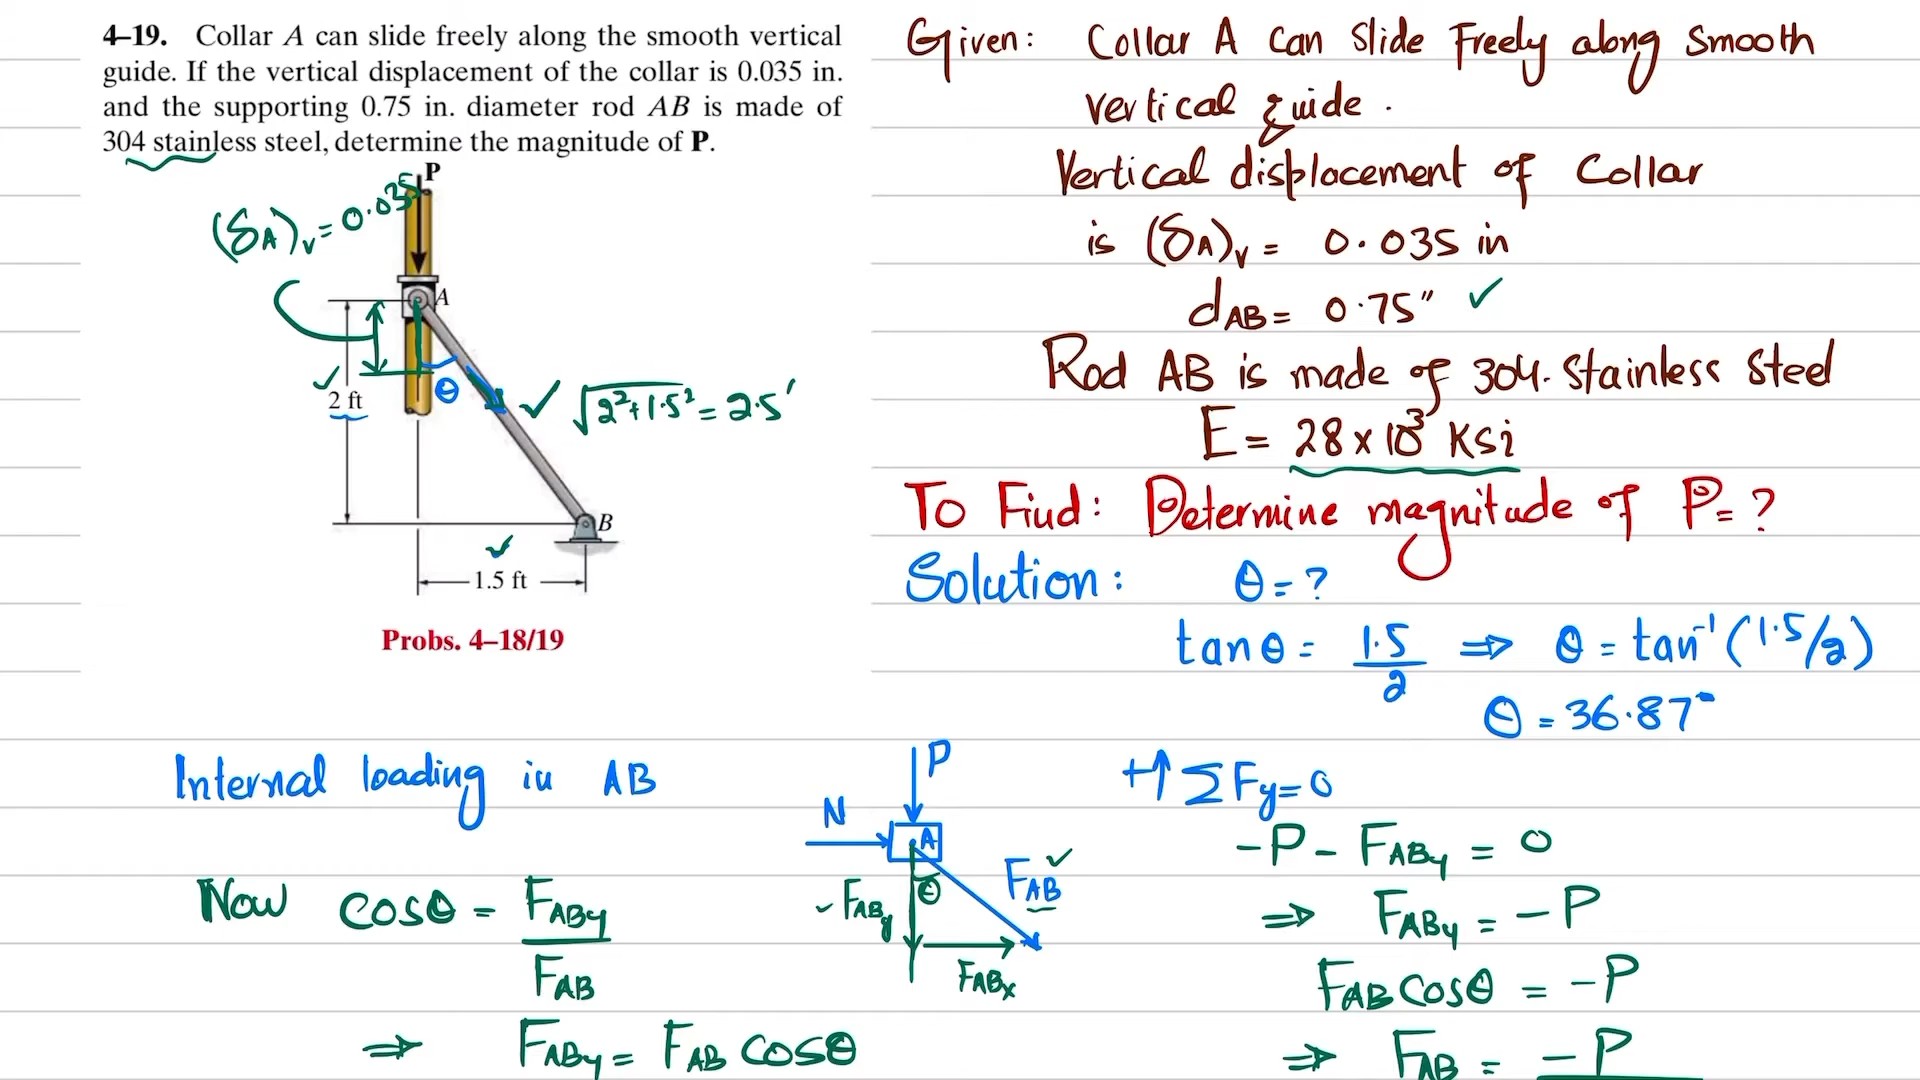 4–19. Collar A can slide freely along the smooth vertical
guide. If the vertical displacement of the collar is 0.035 in.
and the supporting 0.75 in. diameter rod AB is made of
304 stainless steel, determine the magnitude of P.
P
(δA)v = 0.035
A
θ
2 ft
√2²+1.5² = 2.5'
B
1.5 ft
Probs. 4–18/19
Given: Collar A can slide freely along smooth
vertical guide.
Vertical displacement of collar
is (δA)v = 0.035 in
dAB = 0.75" ✓
Rod AB is made of 304. Stainless Steel
E = 28 × 10³ Ksi
To Find: Determine magnitude of P = ?
Solution: θ = ?
tan θ = 1.5/2 ⇒ θ = tan⁻¹(1.5/2)
θ = 36.87°
Internal loading in AB
Now cosθ = FABy/FAB
⇒ FABy = FAB cosθ
P
N
A
θ
FAB
FABy
FABx
+↑ ΣFy = 0
-P - FABy = 0
⇒ FABy = -P
FAB cosθ = -P
⇒ FAB = -P